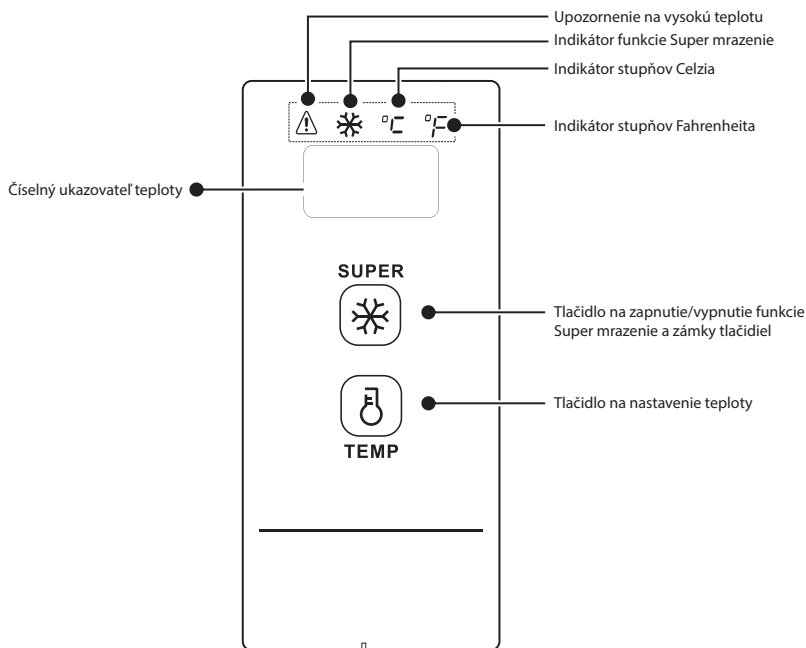 Upozornenie na vysokú teplotu
Indikátor funkcie Super mrazenie
Indikátor stupňov Celzia
°C °F
Indikátor stupňov Fahrenheita
Číselný ukazovateľ teploty
SUPER
Tlačidlo na zapnutie/vypnutie funkcie
Super mrazenie a zámky tlačidiel
Tlačidlo na nastavenie teploty
TEMP